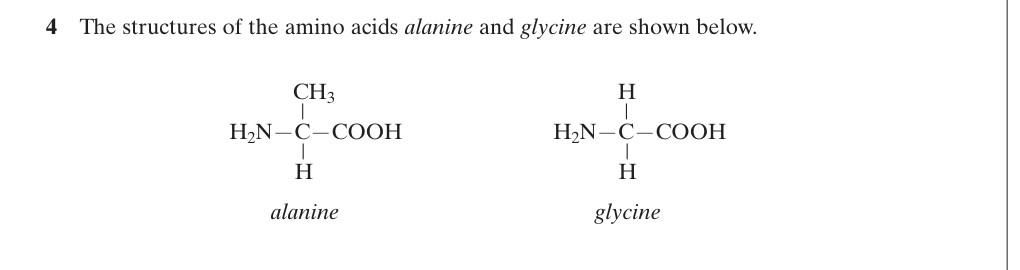 4 The structures of the amino acids alanine and glycine are shown below.
CH₃ H
H₂N–C–COOH H₂N–C–COOH
H H
alanine glycine